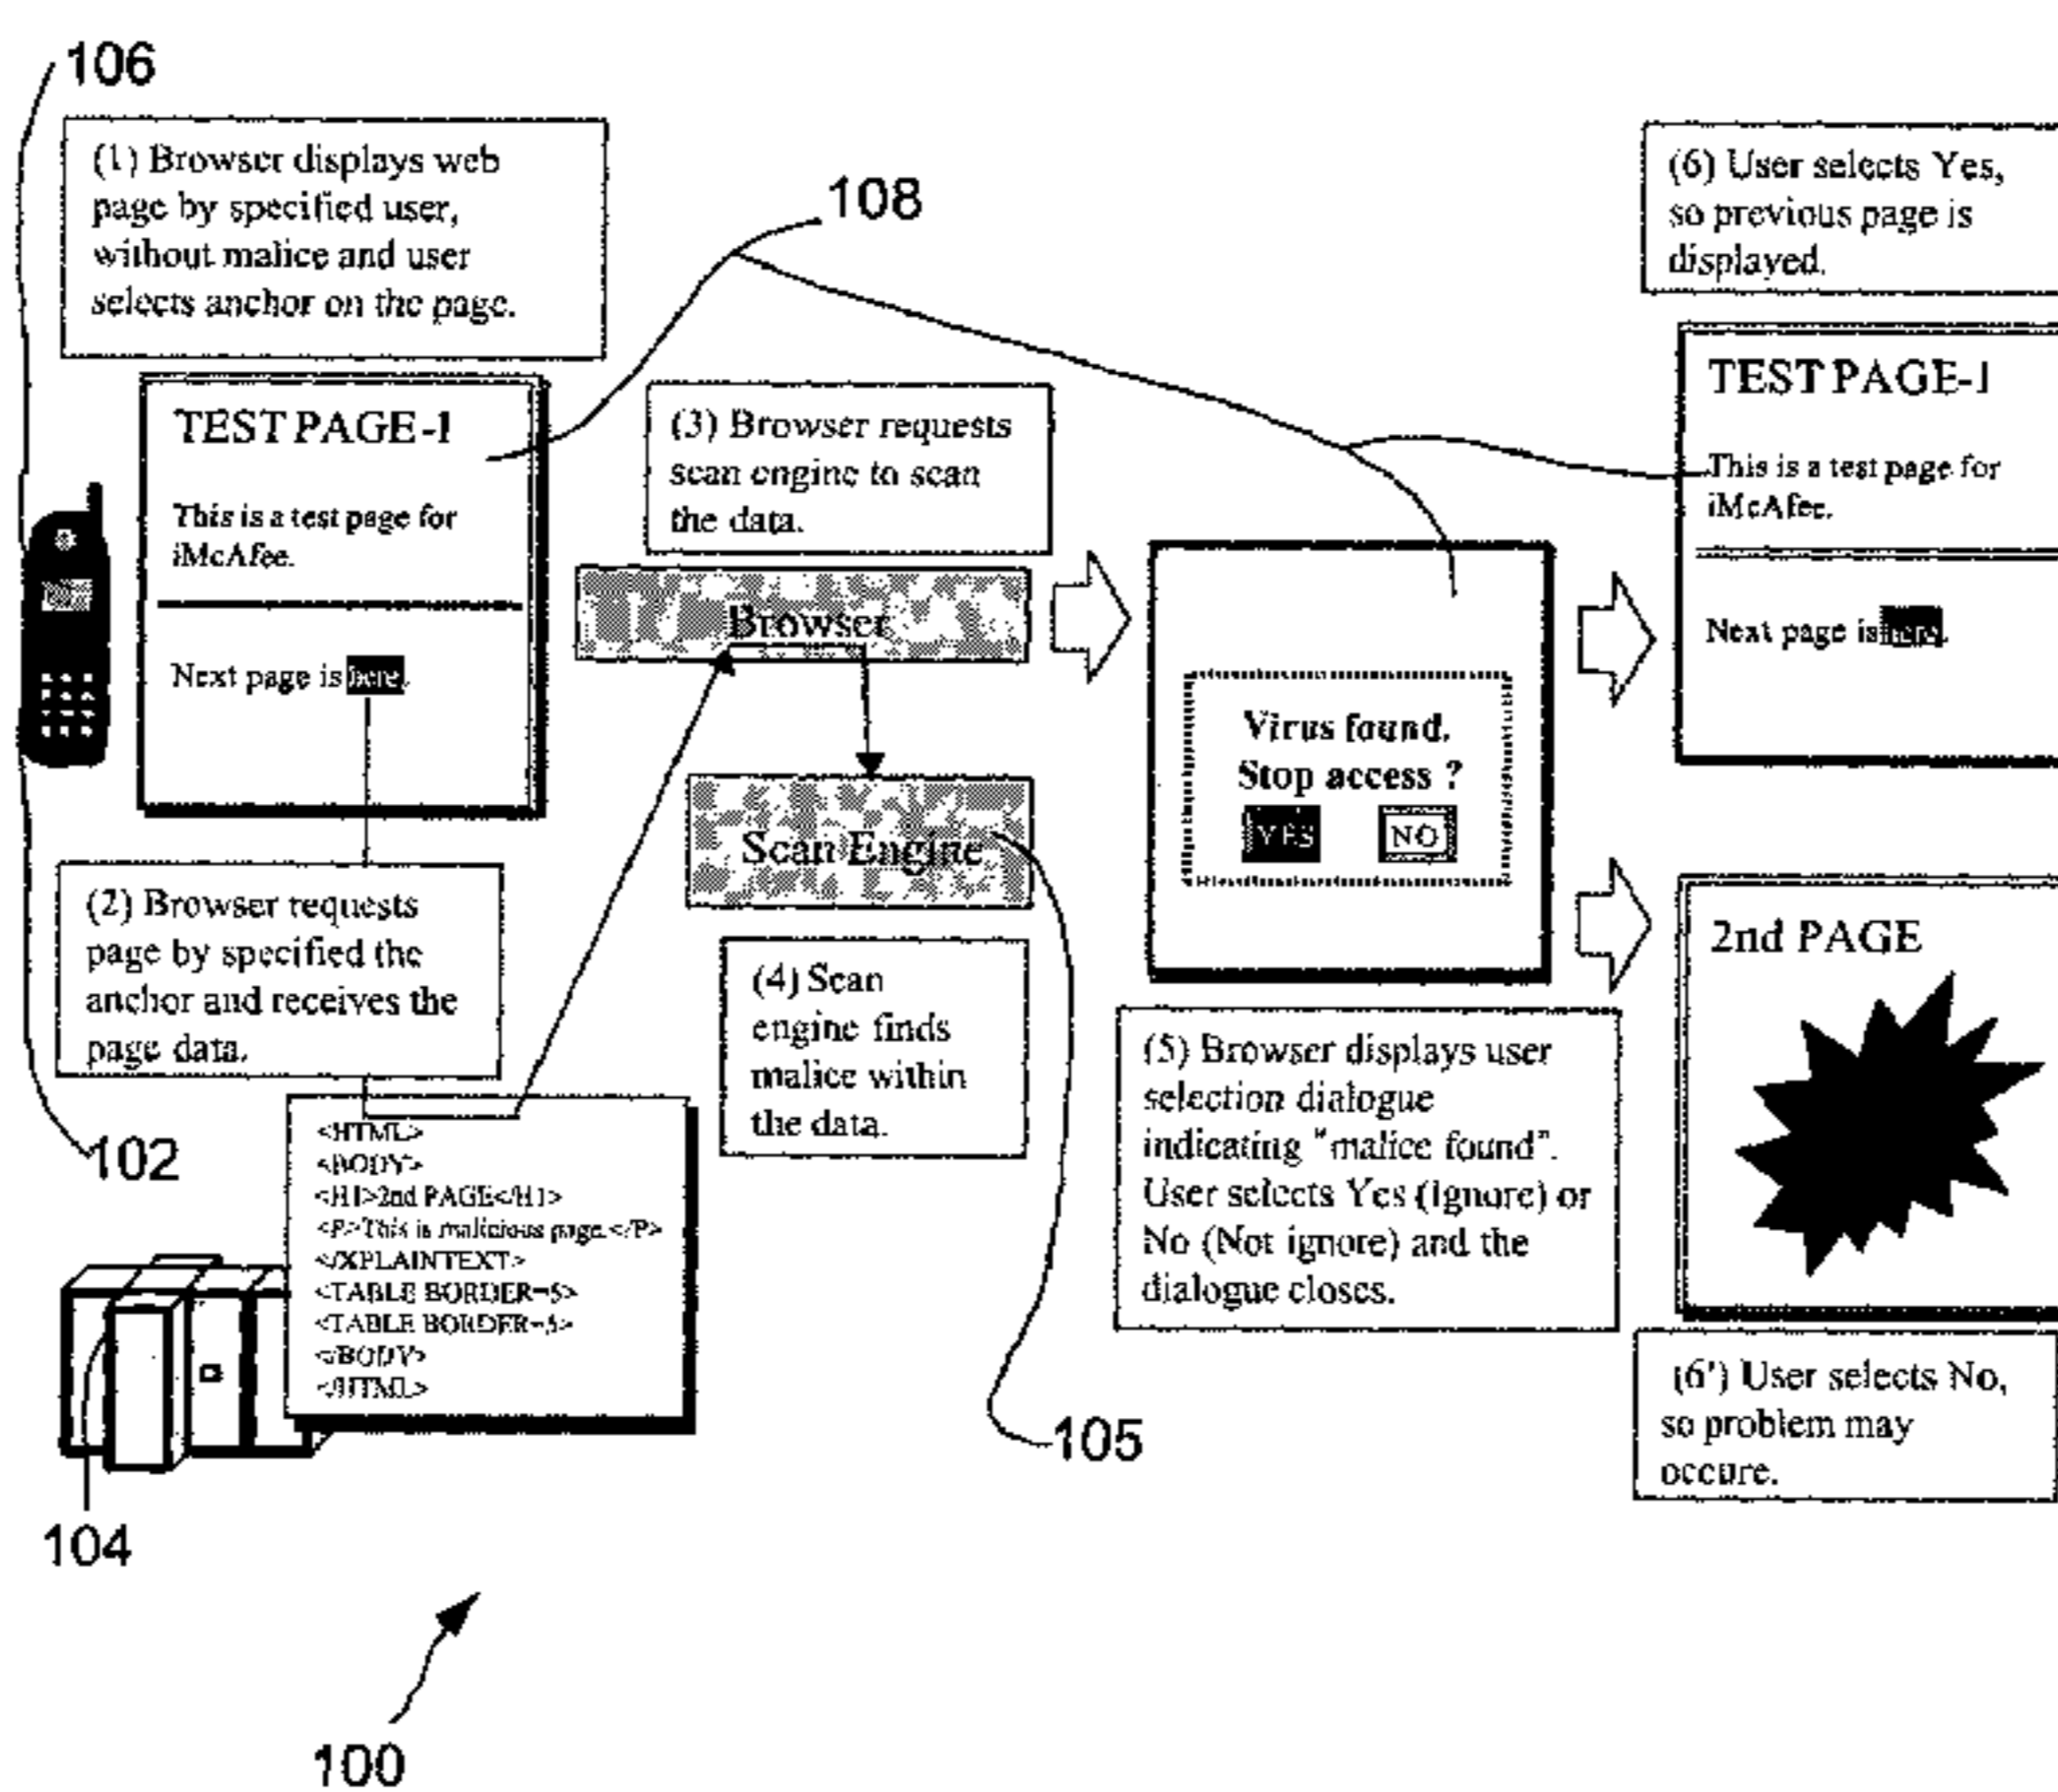 106
(1) Browser displays web
page by specified user,
without malice and user
selects anchor on the page.
108
(6) User selects Yes,
so previous page is
displayed.
TEST PAGE-1
This is a test page for
iMcAfee.
Next page is here.
(3) Browser requests
scan engine to scan
the data.
Browser
Scan Engine
(4) Scan
engine finds
malice within
the data.
Virus found.
Stop access ?
YES
NO
TEST PAGE-1
This is a test page for
iMcAfee.
Next page is here.
(2) Browser requests
page by specified the
anchor and receives the
page data.
102
<HTML>
<BODY>
<H1>2nd PAGE</H1>
<P>This is malicious page.</P>
</XPLAINTEXT>
<TABLE BORDER=5>
<TABLE BORDER=5>
</BODY>
</HTML>
104
105
(5) Browser displays user
selection dialogue
indicating "malice found".
User selects Yes (Ignore) or
No (Not ignore) and the
dialogue closes.
2nd PAGE
(6') User selects No,
so problem may
occure.
100